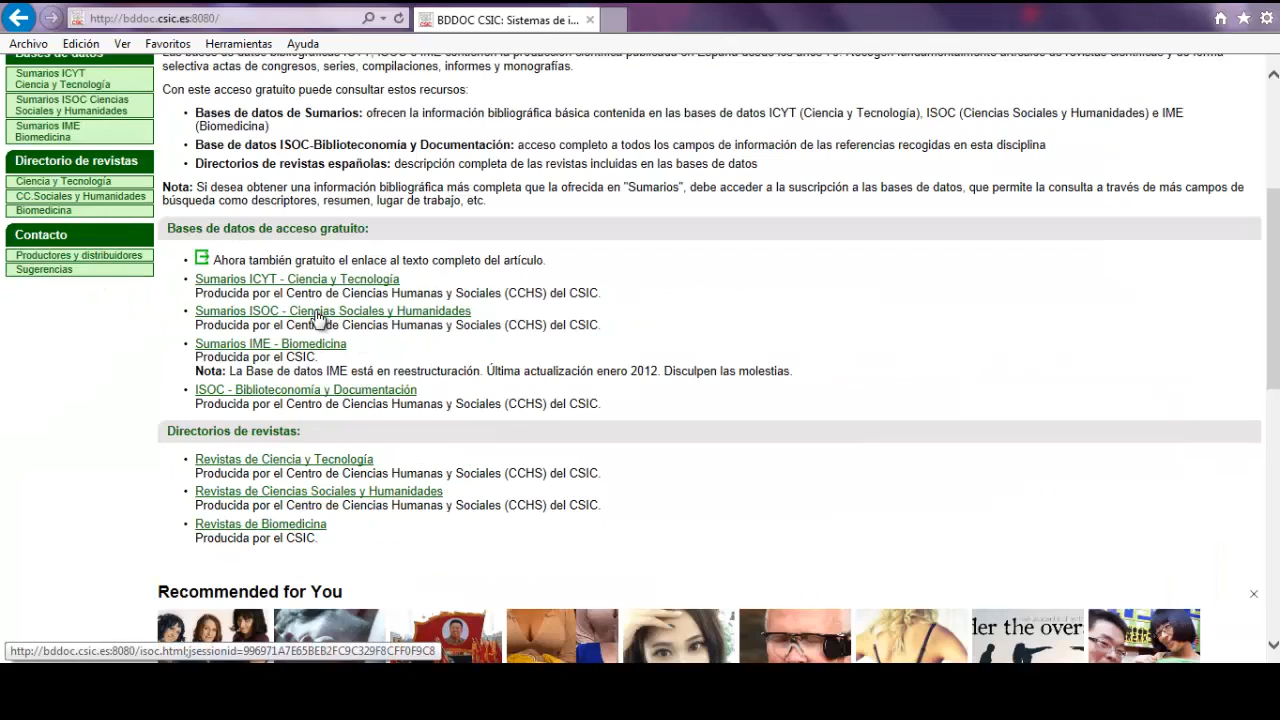 http://bddoc.csic.es:8080/
BDDOC CSIC: Sistemas de i...
Archivo Edición Ver Favoritos Herramientas Ayuda
selectiva actas de congresos, series, compilaciones, informes y monografías.
Con este acceso gratuito puede consultar estos recursos:
• Bases de datos de Sumarios: ofrecen la información bibliográfica básica contenida en las bases de datos ICYT (Ciencia y Tecnología), ISOC (Ciencias Sociales y Humanidades) e IME
(Biomedicina)
• Base de datos ISOC-Biblioteconomía y Documentación: acceso completo a todos los campos de información de las referencias recogidas en esta disciplina
• Directorios de revistas españolas: descripción completa de las revistas incluidas en las bases de datos
Nota: Si desea obtener una información bibliográfica más completa que la ofrecida en "Sumarios", debe acceder a la suscripción a las bases de datos, que permite la consulta a través de más campos de
búsqueda como descriptores, resumen, lugar de trabajo, etc.
Bases de datos
Sumarios ICYT
Ciencia y Tecnología
Sumarios ISOC Ciencias
Sociales y Humanidades
Sumarios IME
Biomedicina
Directorio de revistas
Ciencia y Tecnología
CC.Sociales y Humanidades
Biomedicina
Contacto
Productores y distribuidores
Sugerencias
Bases de datos de acceso gratuito:
• Ahora también gratuito el enlace al texto completo del artículo.
• Sumarios ICYT - Ciencia y Tecnología
Producida por el Centro de Ciencias Humanas y Sociales (CCHS) del CSIC.
• Sumarios ISOC - Ciencias Sociales y Humanidades
Producida por el Centro de Ciencias Humanas y Sociales (CCHS) del CSIC.
• Sumarios IME - Biomedicina
Producida por el CSIC.
Nota: La Base de datos IME está en reestructuración. Última actualización enero 2012. Disculpen las molestias.
• ISOC - Biblioteconomía y Documentación
Producida por el Centro de Ciencias Humanas y Sociales (CCHS) del CSIC.
Directorios de revistas:
• Revistas de Ciencia y Tecnología
Producida por el Centro de Ciencias Humanas y Sociales (CCHS) del CSIC.
• Revistas de Ciencias Sociales y Humanidades
Producida por el Centro de Ciencias Humanas y Sociales (CCHS) del CSIC.
• Revistas de Biomedicina
Producida por el CSIC.
Recommended for You
der the over
http://bddoc.csic.es:8080/isoc.html;jsessionid=996971A7E65BEB2FC9C329F8CFF0F9C8